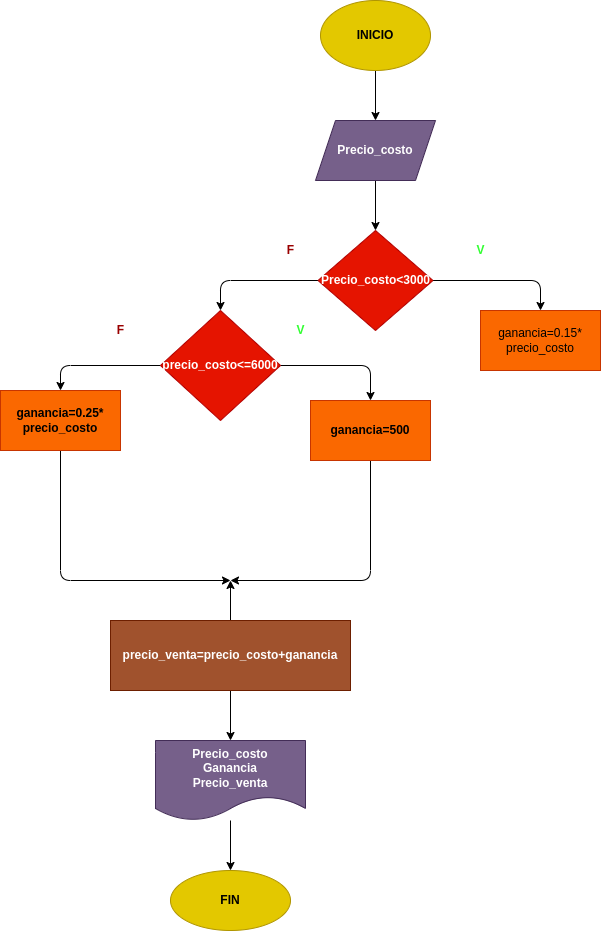 INICIO
Precio_costo
F
Precio_costo<3000
V
F
precio_costo<=6000
V
ganancia=0.15*
precio_costo
ganancia=0.25*
precio_costo
ganancia=500
precio_venta=precio_costo+ganancia
Precio_costo
Ganancia
Precio_venta
FIN